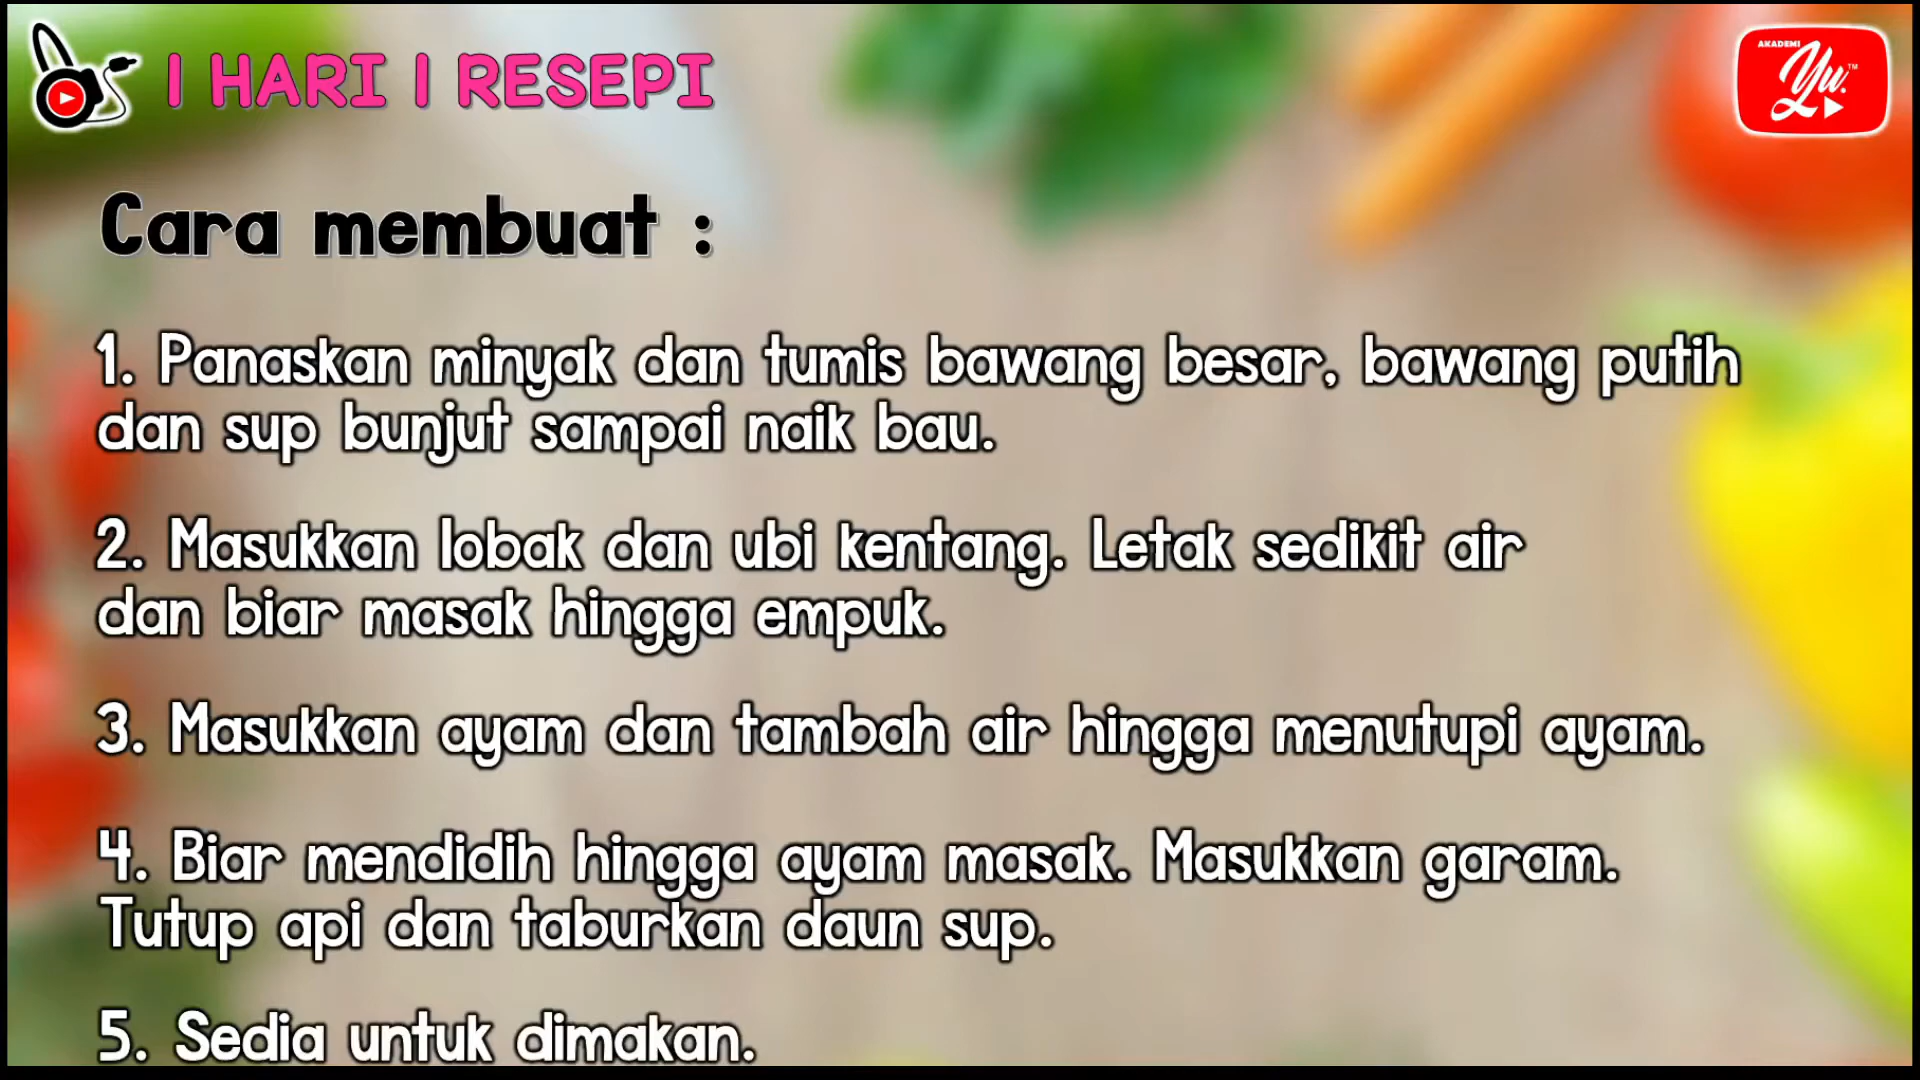 1 HARI 1 RESEPI
AKADEMI
Yu.™
Cara membuat :
1. Panaskan minyak dan tumis bawang besar, bawang putih
dan sup bunjut sampai naik bau.
2. Masukkan lobak dan ubi kentang. Letak sedikit air
dan biar masak hingga empuk.
3. Masukkan ayam dan tambah air hingga menutupi ayam.
4. Biar mendidih hingga ayam masak. Masukkan garam.
Tutup api dan taburkan daun sup.
5. Sedia untuk dimakan.